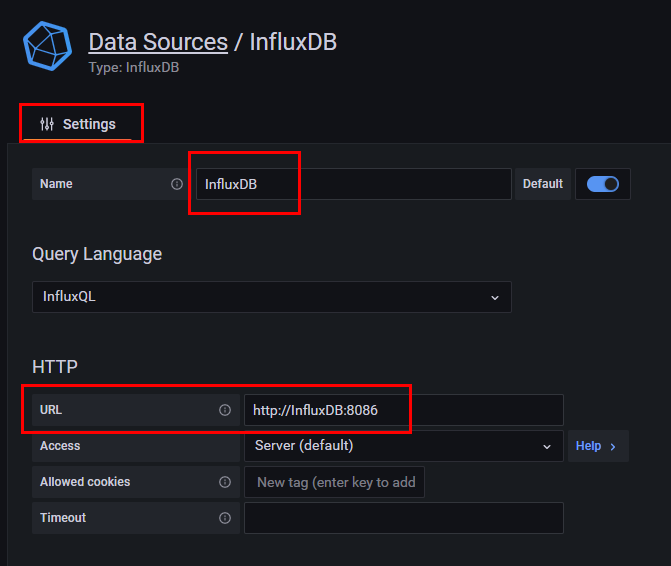 Data Sources / InfluxDB
Type: InfluxDB
Settings
Name InfluxDB Default
Query Language
InfluxQL
HTTP
URL http://InfluxDB:8086
Access Server (default) Help
Allowed cookies New tag (enter key to add
Timeout